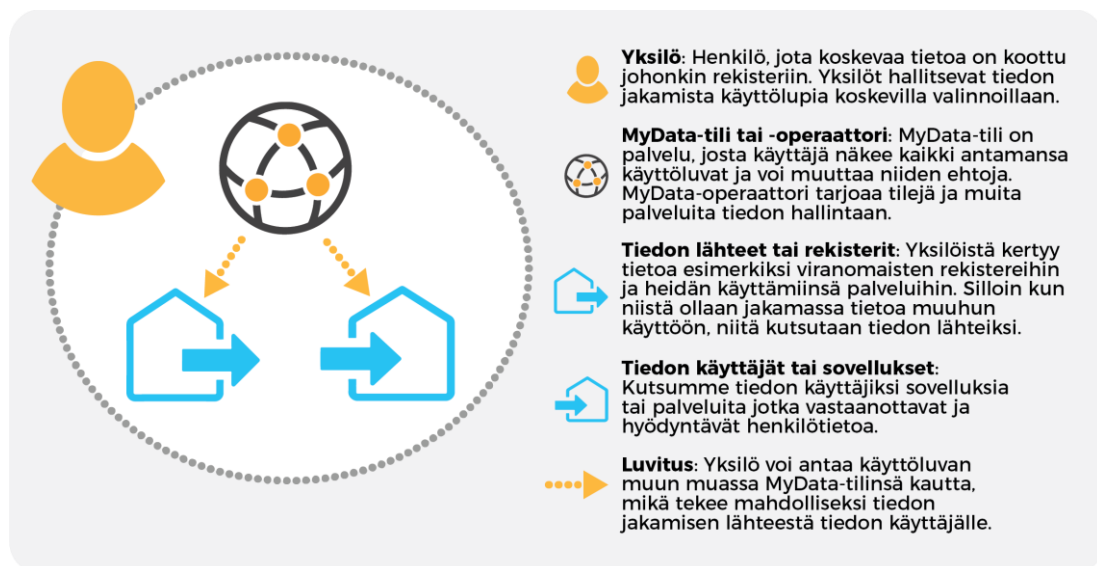 Yksilö: Henkilö, jota koskevaa tietoa on koottu
johonkin rekisteriin. Yksilöt hallitsevat tiedon
jakamista käyttölupia koskevilla valinnoillaan.
MyData-tili tai -operaattori: MyData-tili on
palvelu, josta käyttäjä näkee kaikki antamansa
käyttöluvat ja voi muuttaa niiden ehtoja.
MyData-operaattori tarjoaa tilejä ja muita
palveluita tiedon hallintaan.
Tiedon lähteet tai rekisterit: Yksilöistä kertyy
tietoa esimerkiksi viranomaisten rekistereihin
ja heidän käyttämiinsä palveluihin. Silloin kun
niistä ollaan jakamassa tietoa muuhun
käyttöön, niitä kutsutaan tiedon lähteiksi.
Tiedon käyttäjät tai sovellukset:
Kutsumme tiedon käyttäjiksi sovelluksia
tai palveluita jotka vastaanottavat ja
hyödyntävät henkilötietoa.
Luvitus: Yksilö voi antaa käyttöluvan
muun muassa MyData-tilinsä kautta,
mikä tekee mahdolliseksi tiedon
jakamisen lähteestä tiedon käyttäjälle.